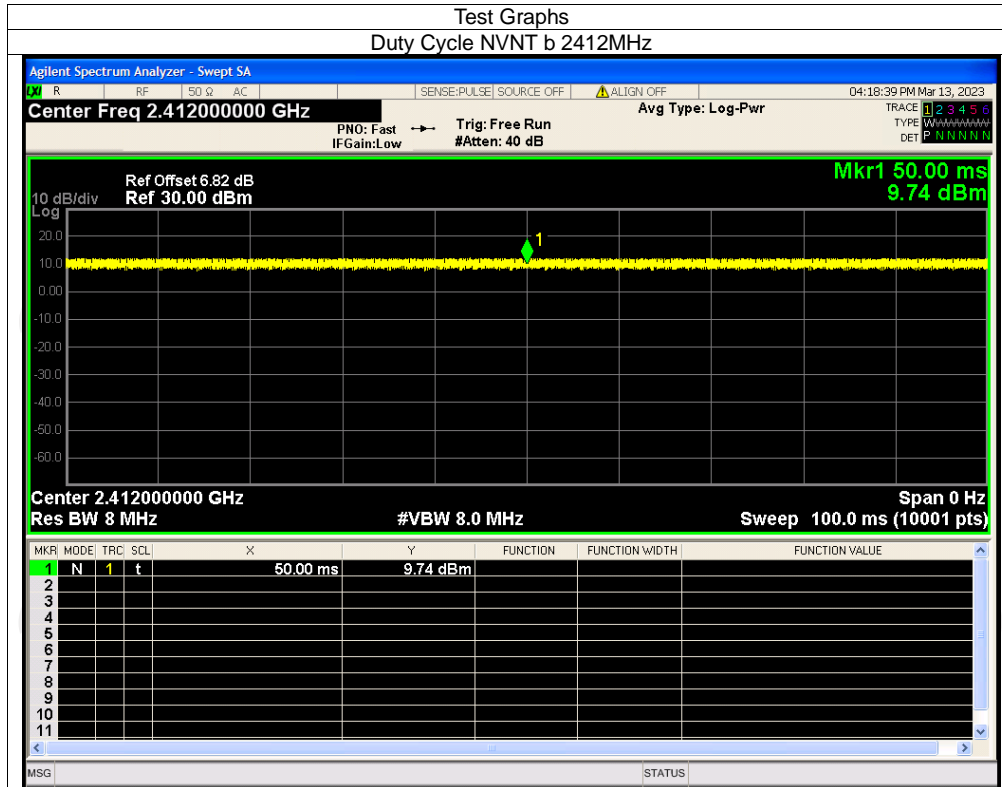 Test Graphs
Duty Cycle NVNT b 2412MHz
Agilent Spectrum Analyzer - Swept SA
LXI R RF 50 Ω AC SENSE:PULSE SOURCE OFF ALIGN OFF 04:18:39 PM Mar 13, 2023
Center Freq 2.412000000 GHz
PNO: Fast
IFGain:Low
Trig: Free Run
#Atten: 40 dB
Avg Type: Log-Pwr
TRACE 1 2 3 4 5 6
TYPE W
DET P N N N N N
Mkr1 50.00 ms
9.74 dBm
Ref Offset 6.82 dB
10 dB/div Ref 30.00 dBm
Log
20.0
10.0
0.00
-10.0
-20.0
-30.0
-40.0
-50.0
-60.0
1
Center 2.412000000 GHz Span 0 Hz
Res BW 8 MHz #VBW 8.0 MHz Sweep 100.0 ms (10001 pts)
MKR MODE TRC SCL X Y FUNCTION FUNCTION WIDTH FUNCTION VALUE
1 N 1 t 50.00 ms 9.74 dBm
2
3
4
5
6
7
8
9
10
11
MSG STATUS